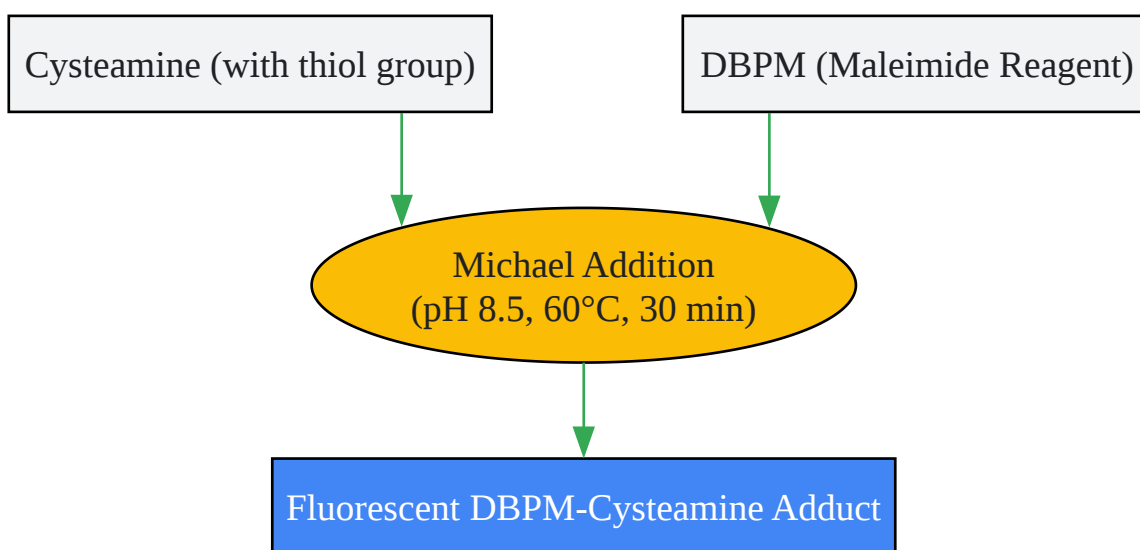 Cysteamine (with thiol group)
DBPM (Maleimide Reagent)
Michael Addition
(pH 8.5, 60°C, 30 min)
Fluorescent DBPM-Cysteamine Adduct